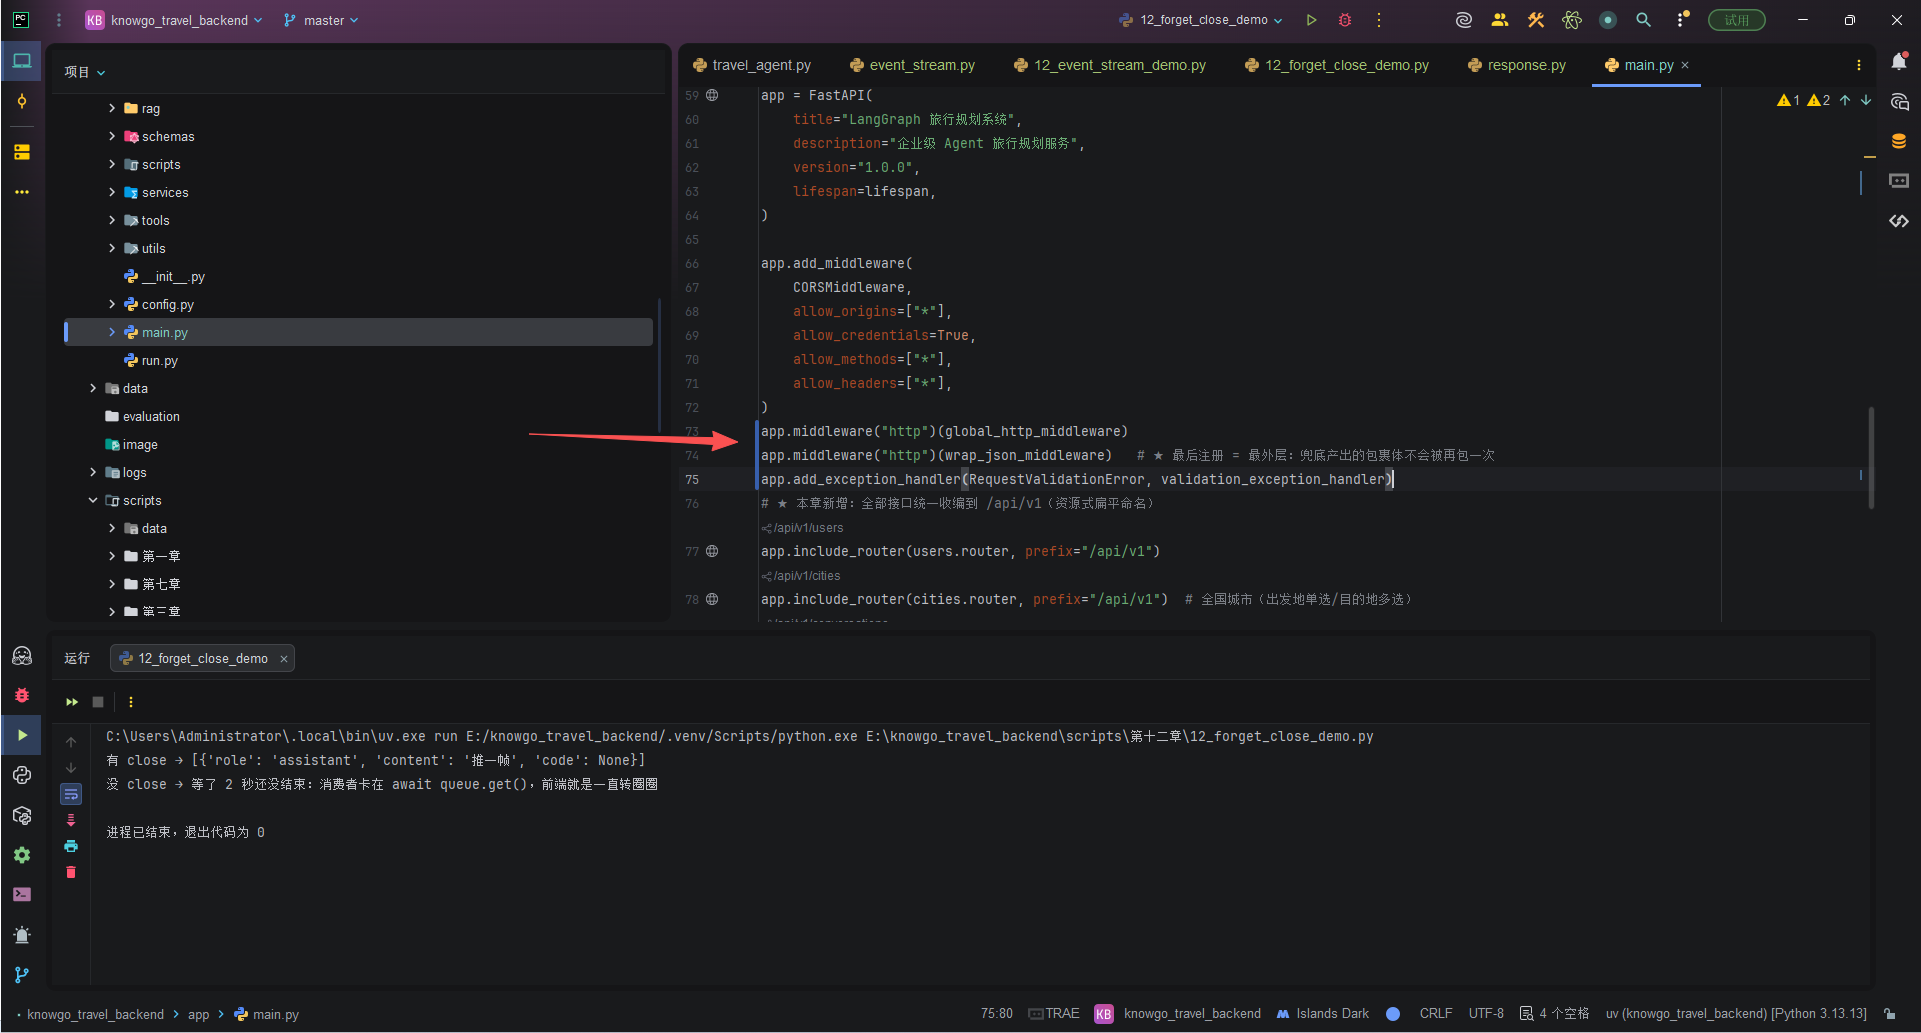 PC
KB knowgo_travel_backend
master
12_forget_close_demo
试用
项目
rag
schemas
scripts
services
tools
utils
__init__.py
config.py
main.py
run.py
data
evaluation
image
logs
scripts
data
第一章
第七章
第三章
travel_agent.py
event_stream.py
12_event_stream_demo.py
12_forget_close_demo.py
response.py
main.py
1 2
59 app = FastAPI(
60 title="LangGraph 旅行规划系统",
61 description="企业级 Agent 旅行规划服务",
62 version="1.0.0",
63 lifespan=lifespan,
64 )
65
66 app.add_middleware(
67 CORSMiddleware,
68 allow_origins=["*"],
69 allow_credentials=True,
70 allow_methods=["*"],
71 allow_headers=["*"],
72 )
73 app.middleware("http")(global_http_middleware)
74 app.middleware("http")(wrap_json_middleware) # ★ 最后注册 = 最外层：兜底产出的包裹体不会被再包一次
75 app.add_exception_handler(RequestValidationError, validation_exception_handler)
76 # ★ 本章新增：全部接口统一收编到 /api/v1（资源式扁平命名）
/api/v1/users
77 app.include_router(users.router, prefix="/api/v1")
/api/v1/cities
78 app.include_router(cities.router, prefix="/api/v1") # 全国城市（出发地单选/目的地多选）
/api/v1/conversations
运行
12_forget_close_demo
C:\Users\Administrator\.local\bin\uv.exe run E:/knowgo_travel_backend/.venv/Scripts/python.exe E:\knowgo_travel_backend\scripts\第十二章\12_forget_close_demo.py
有 close → [{'role': 'assistant', 'content': '推一帧', 'code': None}]
没 close → 等了 2 秒还没结束：消费者卡在 await queue.get()，前端就是一直转圈圈
进程已结束，退出代码为 0
knowgo_travel_backend > app > main.py
75:80
TRAE
KB knowgo_travel_backend
Islands Dark
CRLF
UTF-8
4 个空格
uv (knowgo_travel_backend) [Python 3.13.13]